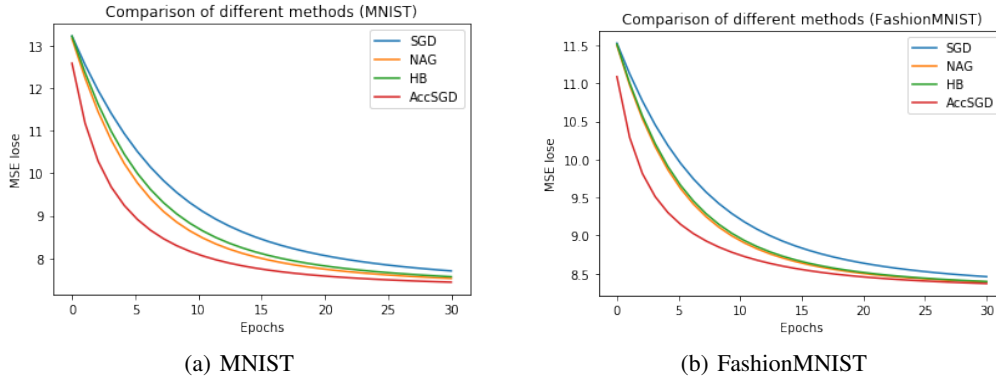 Comparison of different methods (MNIST)
13
12
11
10
9
8
MSE lose
0 5 10 15 20 25 30
Epochs
SGD
NAG
HB
AccSGD
(a) MNIST
Comparison of different methods (FashionMNIST)
11.5
11.0
10.5
10.0
9.5
9.0
8.5
MSE lose
0 5 10 15 20 25 30
Epochs
SGD
NAG
HB
AccSGD
(b) FashionMNIST